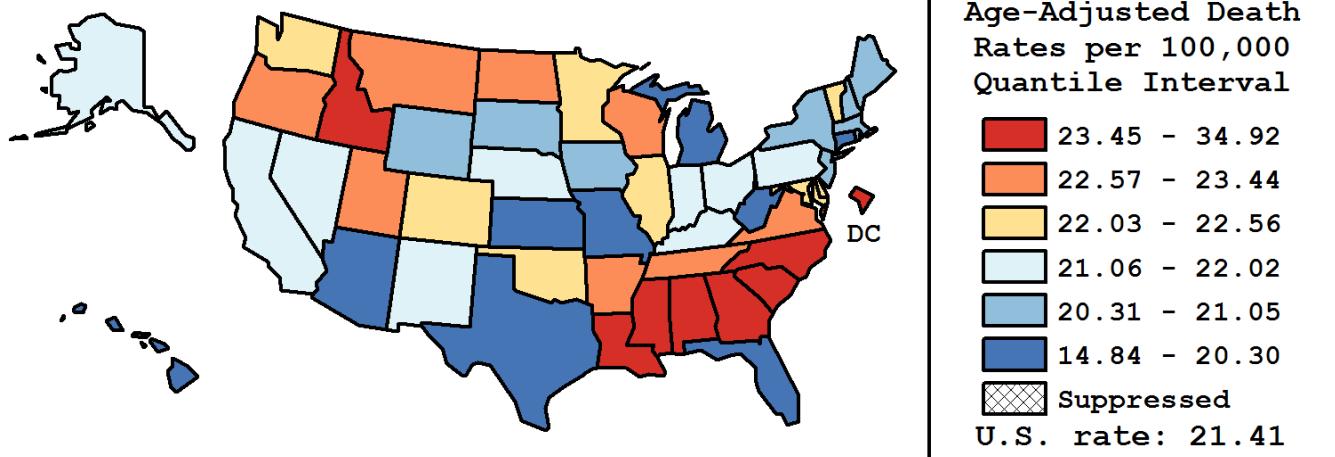 Age-Adjusted Death
Rates per 100,000
Quantile Interval
23.45 - 34.92
22.57 - 23.44
22.03 - 22.56
21.06 - 22.02
20.31 - 21.05
14.84 - 20.30
Suppressed
U.S. rate: 21.41
DC